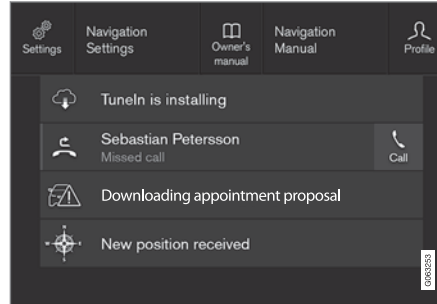 Settings
Navigation
Settings
Owner's
manual
Navigation
Manual
Profile
TuneIn is installing
Sebastian Petersson
Missed call
Call
Downloading appointment proposal
New position received
G063253